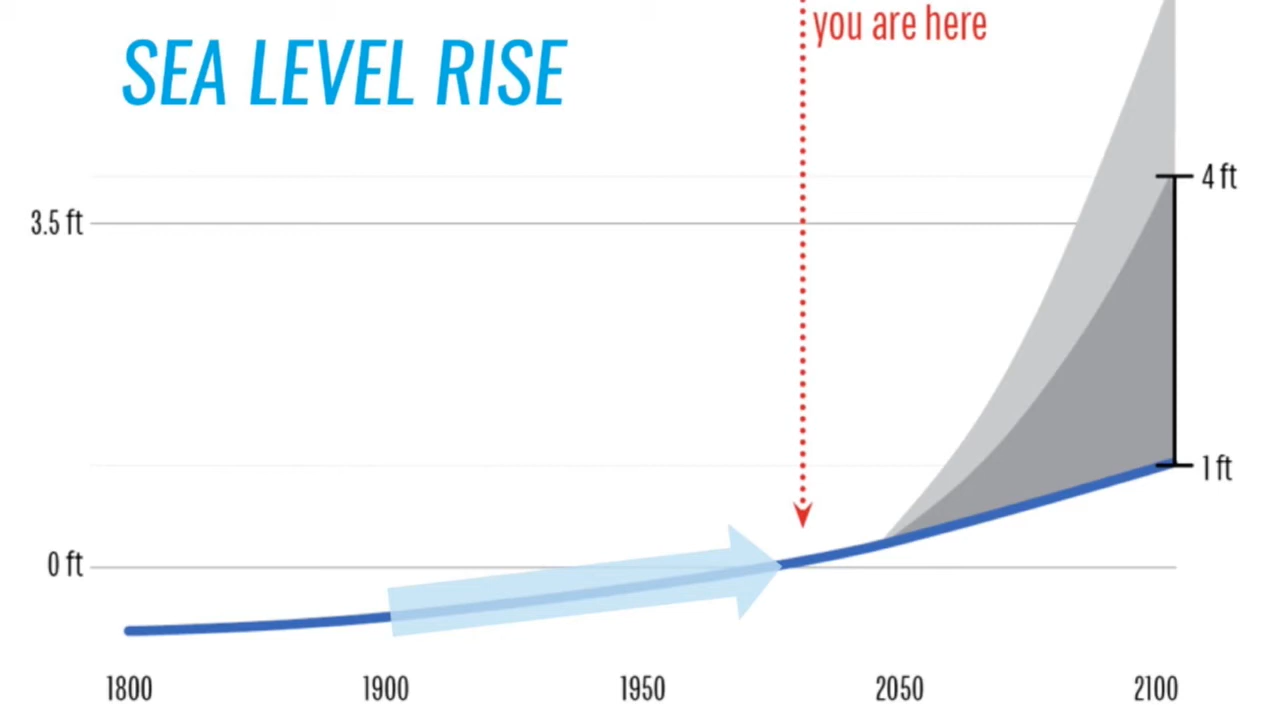 you are here
SEA LEVEL RISE
4 ft
3.5 ft
1 ft
0 ft
1800 1900 1950 2050 2100